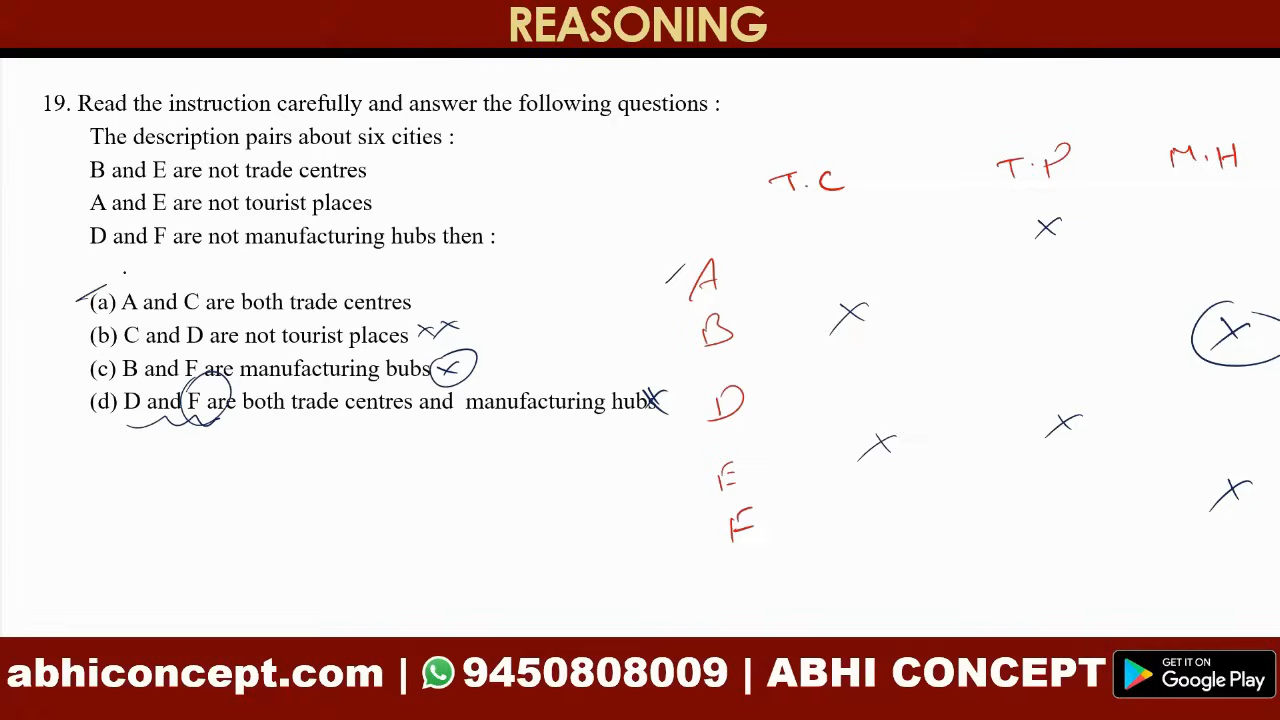 REASONING
19. Read the instruction carefully and answer the following questions :
The description pairs about six cities :
B and E are not trade centres
A and E are not tourist places
D and F are not manufacturing hubs then :
(a) A and C are both trade centres
(b) C and D are not tourist places
(c) B and F are manufacturing bubs
(d) D and F are both trade centres and manufacturing hubs
T.C T.P M.H
A
B
D
E
F
abhiconcept.com | 9450808009 | ABHI CONCEPT
GET IT ON
Google Play